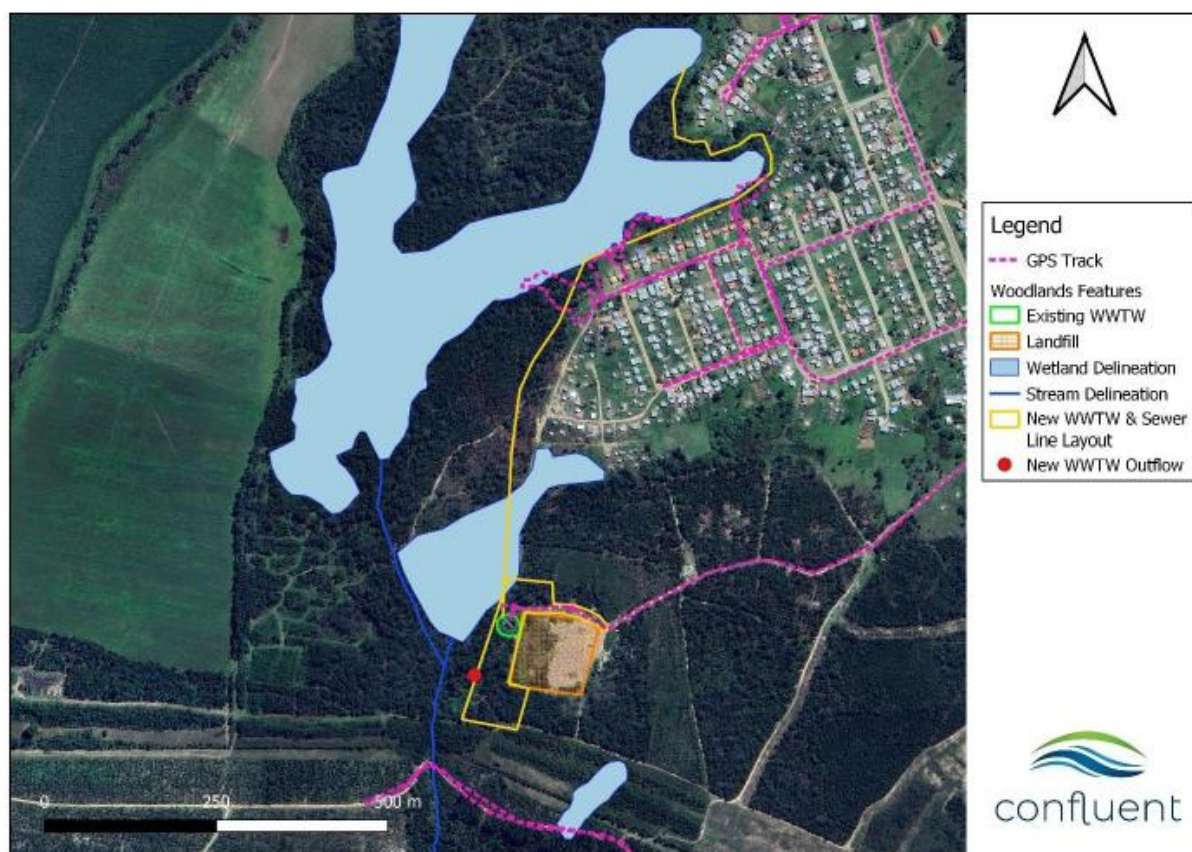 Legend
GPS Track
Woodlands Features
Existing WWTW
Landfill
Wetland Delineation
Stream Delineation
New WWTW & Sewer
Line Layout
New WWTW Outflow
0 250 500 m
confluent